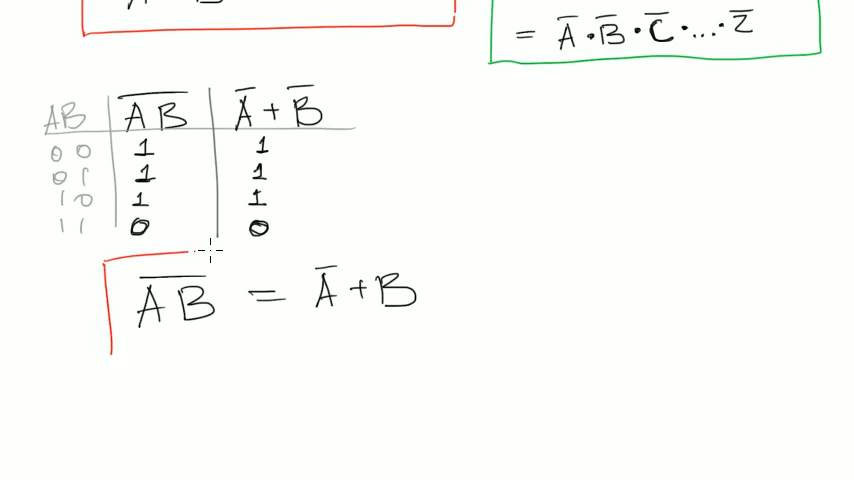 = A̅ · B̅ · C̅ · ... · Z̅
AB | A̅B̅ | A̅ + B̅
0 0 | 1 | 1
0 1 | 1 | 1
1 0 | 1 | 1
1 1 | 0 | 0
A̅B̅ = A̅ + B